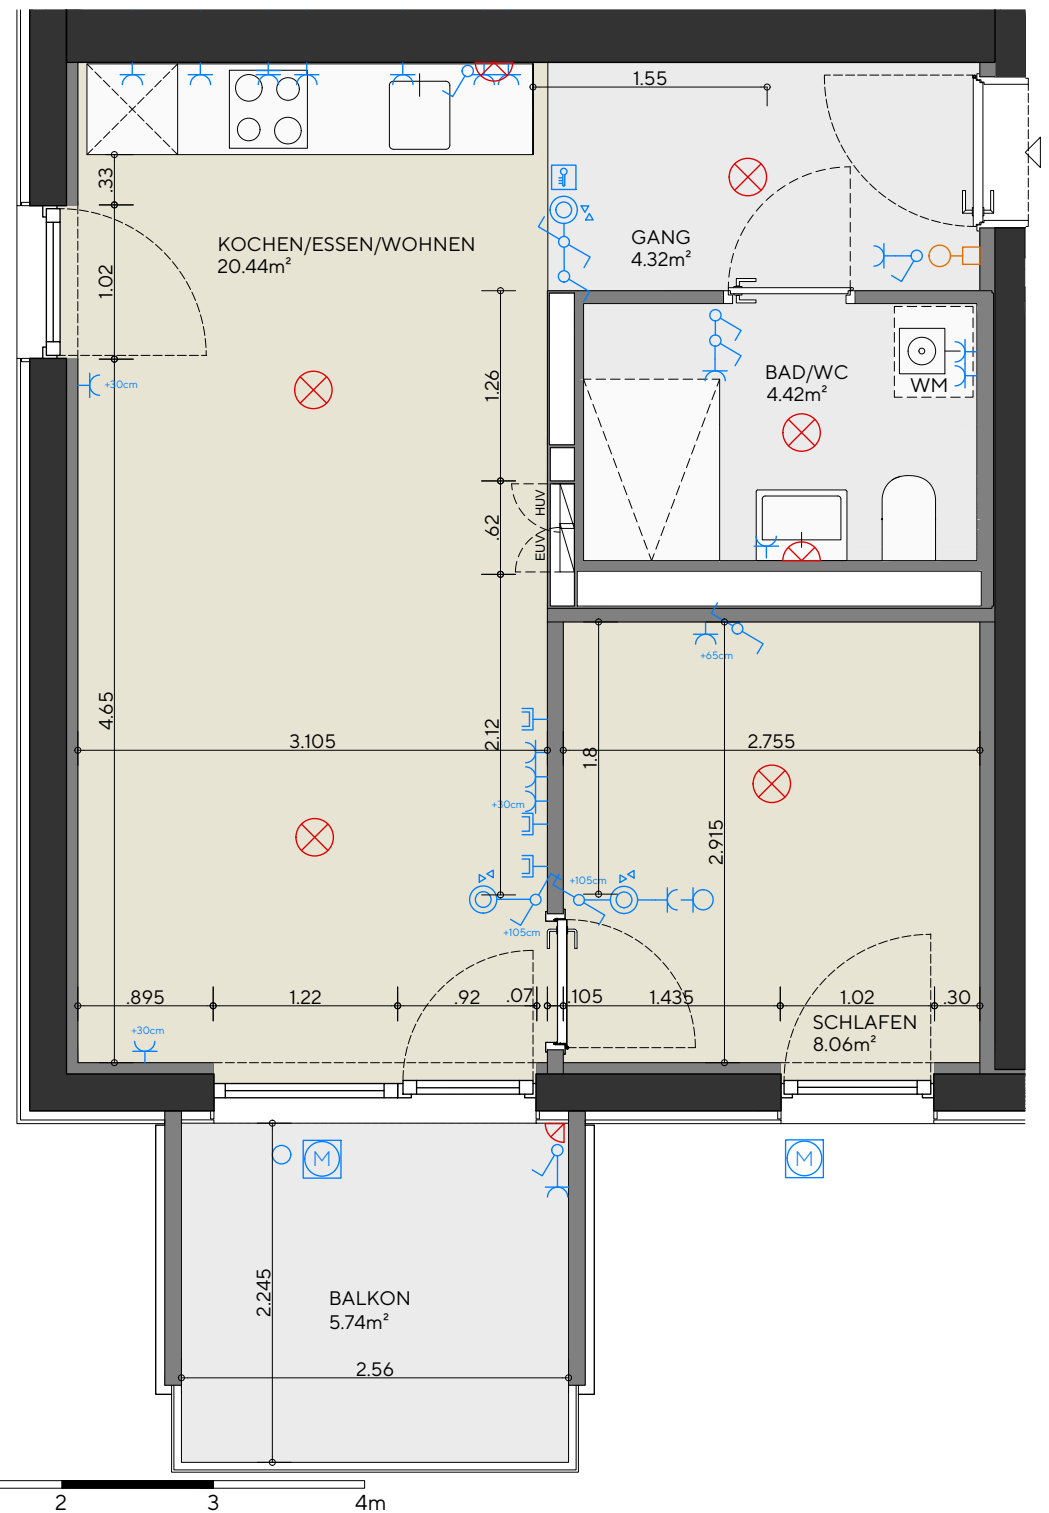 1.55
.33
KOCHEN/ESSEN/WOHNEN
20.44m²
GANG
4.32m²
1.02
+30cm
1.26
BAD/WC
4.42m²
WM
HUV
.62
EUV
+65cm
4.65
3.105
2.12
1.8
2.755
+30cm
2.915
+105cm
+105cm
.895
1.22
.92
.07
.105
1.435
1.02
.30
SCHLAFEN
8.06m²
+30cm
M
M
2.245
BALKON
5.74m²
2.56
2
3
4m